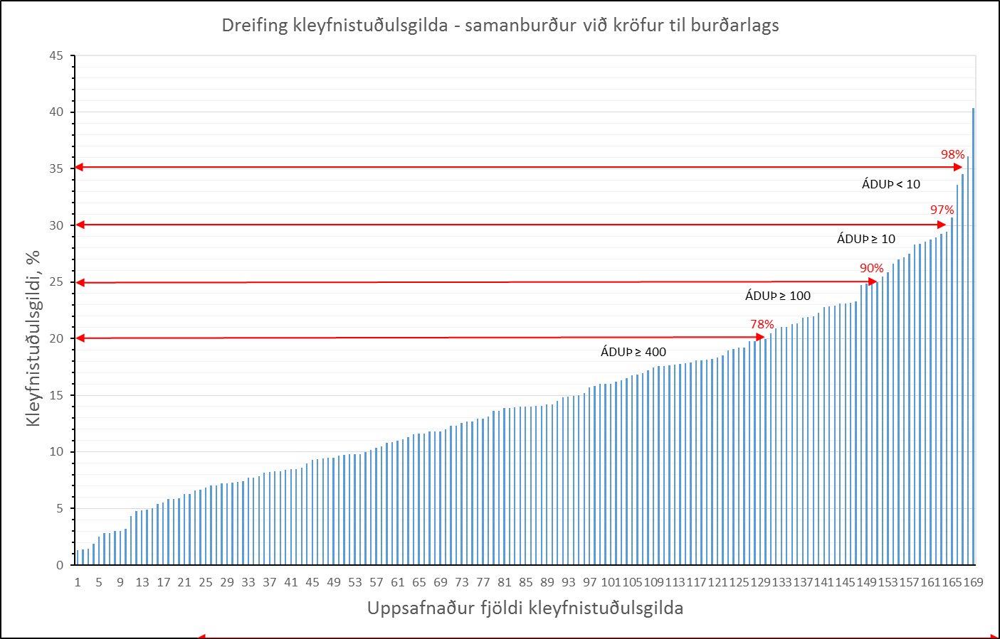 Dreifing kleyfnistuðulsgilda - samanburður við kröfur til burðarlags
45
40
35
30
25
20
15
10
5
0
Kleyfnistuðulsgildi, %
98%
ÁDUÞ < 10
97%
ÁDUÞ ≥ 10
90%
ÁDUÞ ≥ 100
78%
ÁDUÞ ≥ 400
1 5 9 13 17 21 25 29 33 37 41 45 49 53 57 61 65 69 73 77 81 85 89 93 97 101 105 109 113 117 121 125 129 133 137 141 145 149 153 157 161 165 169
Uppsafnaður fjöldi kleyfnistuðulsgilda